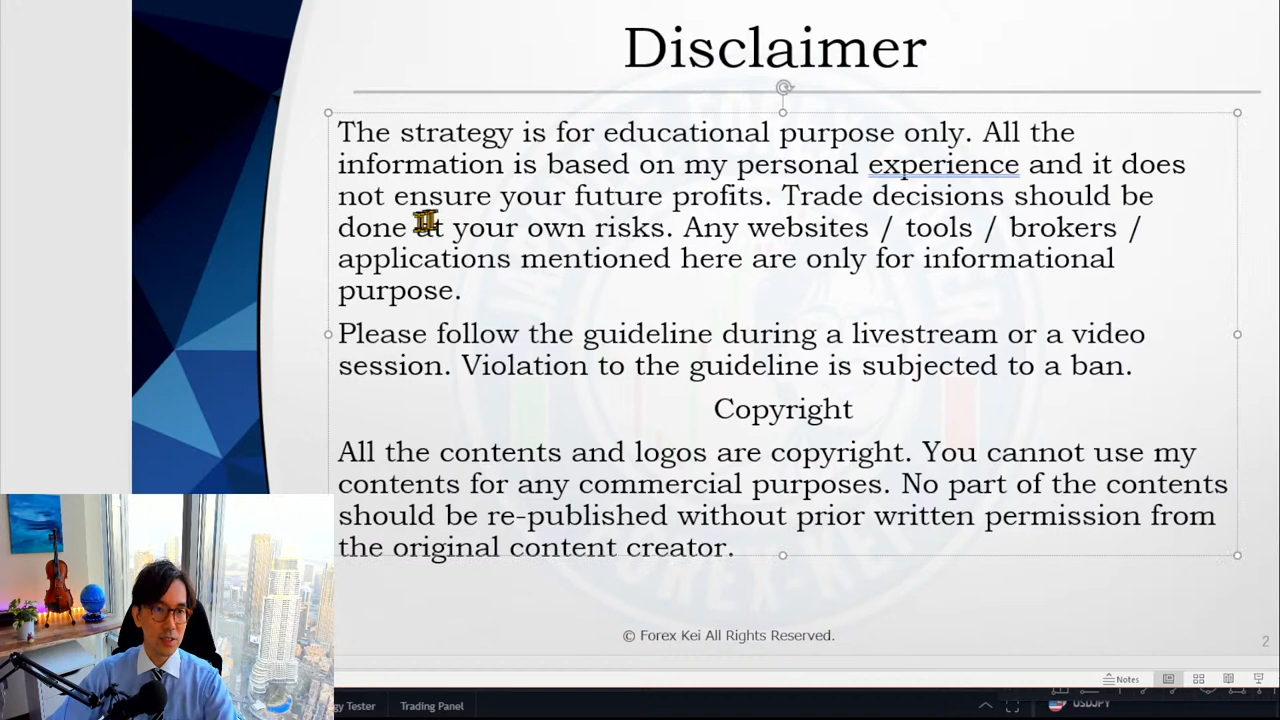 Disclaimer
The strategy is for educational purpose only. All the
information is based on my personal experience and it does
not ensure your future profits. Trade decisions should be
done at your own risks. Any websites / tools / brokers /
applications mentioned here are only for informational
purpose.
Please follow the guideline during a livestream or a video
session. Violation to the guideline is subjected to a ban.
Copyright
All the contents and logos are copyright. You cannot use my
contents for any commercial purposes. No part of the contents
should be re-published without prior written permission from
the original content creator.
© Forex Kei All Rights Reserved.
2
Notes
Tester
Trading Panel
USDJPY